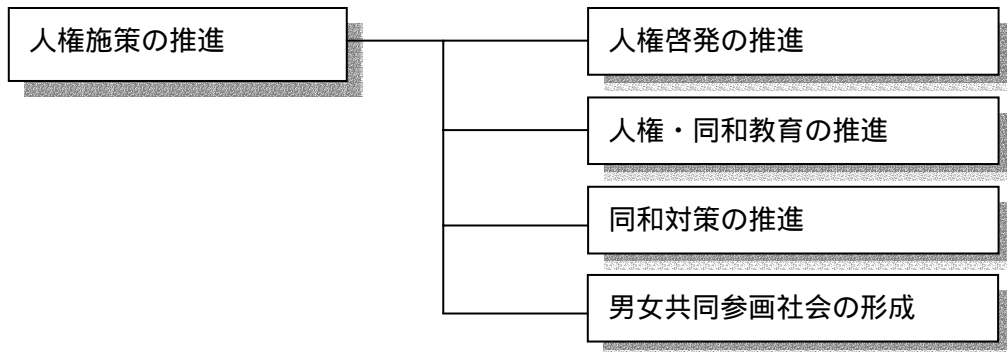 人権施策の推進
人権啓発の推進
人権・同和教育の推進
同和対策の推進
男女共同参画社会の形成